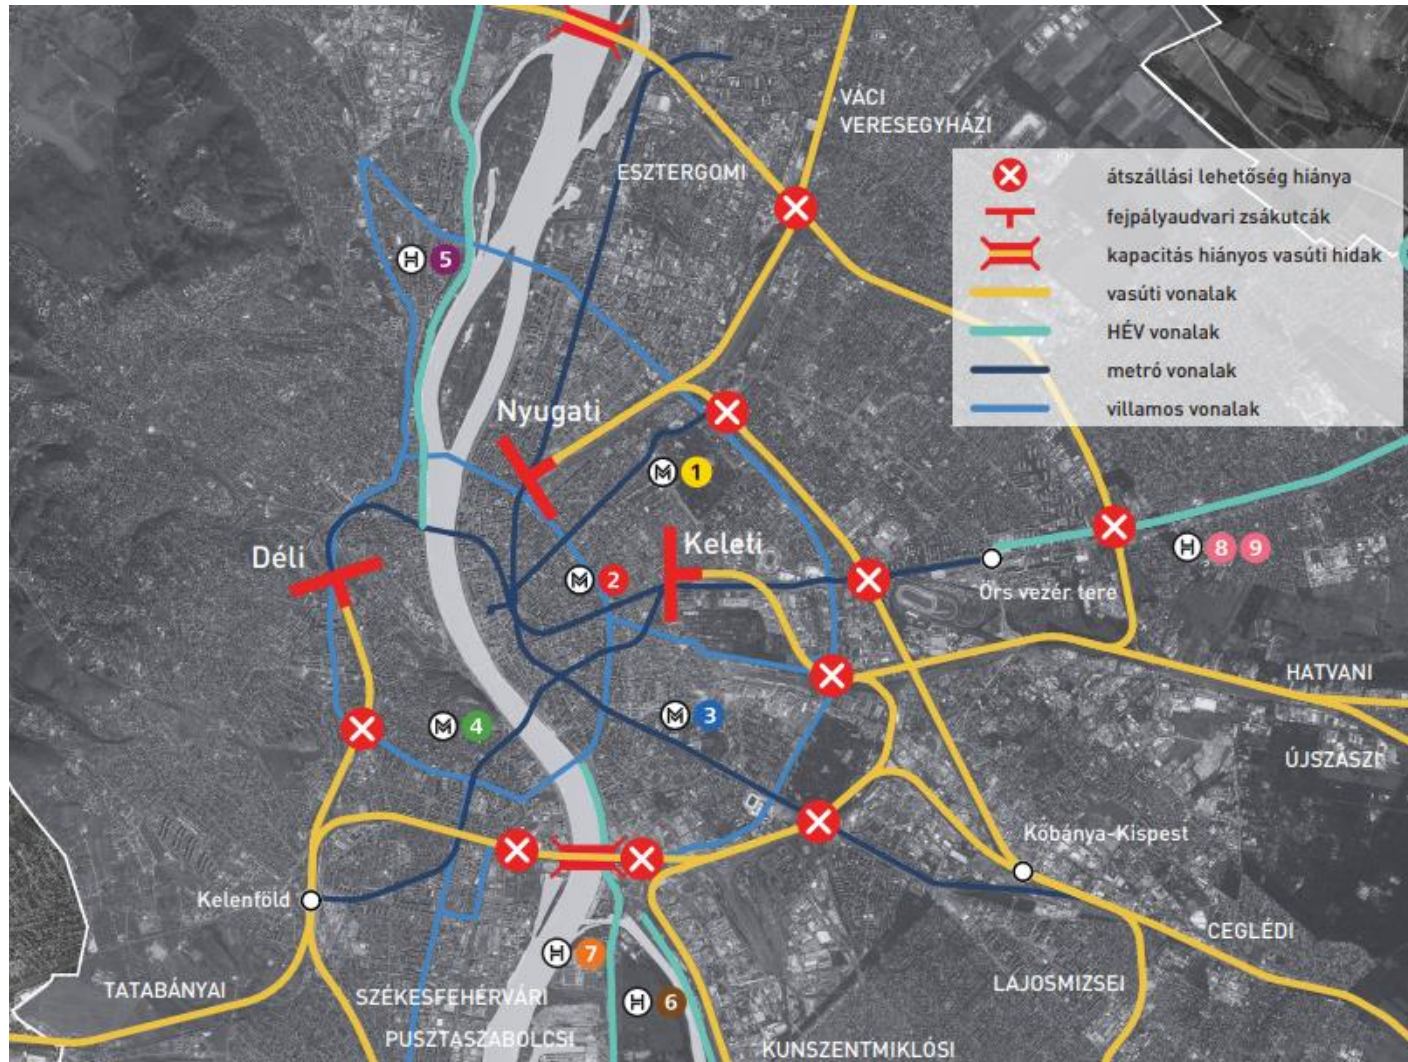 VÁCI
VERESEGYHÁZI
ESZTERGOMI
átszállási lehetőség hiánya
fejpályaudvari zsákutcák
kapacitás hiányos vasúti hidak
vasúti vonalak
HÉV vonalak
metró vonalak
villamos vonalak
H 5
Nyugati
M 1
Déli
Keleti
M 2
H 8 9
Örs vezér tere
HATVANI
M 4
M 3
ÚJSZÁSZI
Kőbánya-Kispest
Kelenföld
CEGLÉDI
H 7
TATABÁNYAI
SZÉKESFEHÉRVÁRI
H 6
LAJOSMIZSEI
PUSZTASZABOLCSI
KUNSZENTMIKLÓSI